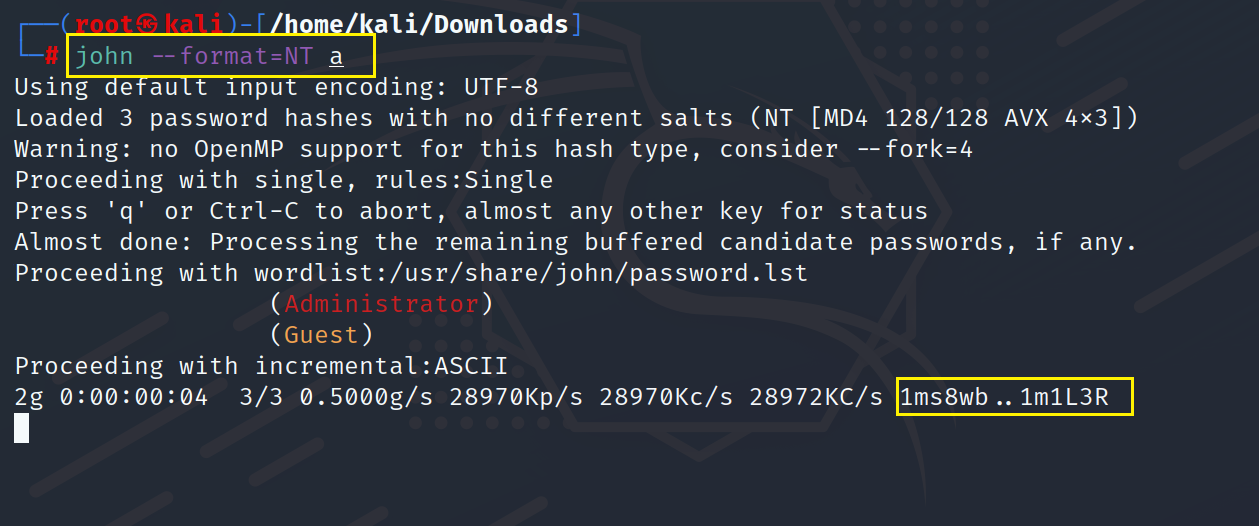 ┌──(root㉿kali)-[/home/kali/Downloads]
└─# john --format=NT a
Using default input encoding: UTF-8
Loaded 3 password hashes with no different salts (NT [MD4 128/128 AVX 4×3])
Warning: no OpenMP support for this hash type, consider --fork=4
Proceeding with single, rules:Single
Press 'q' or Ctrl-C to abort, almost any other key for status
Almost done: Processing the remaining buffered candidate passwords, if any.
Proceeding with wordlist:/usr/share/john/password.lst
(Administrator)
(Guest)
Proceeding with incremental:ASCII
2g 0:00:00:04  3/3 0.5000g/s 28970Kp/s 28970Kc/s 28972KC/s 1ms8wb..1m1L3R